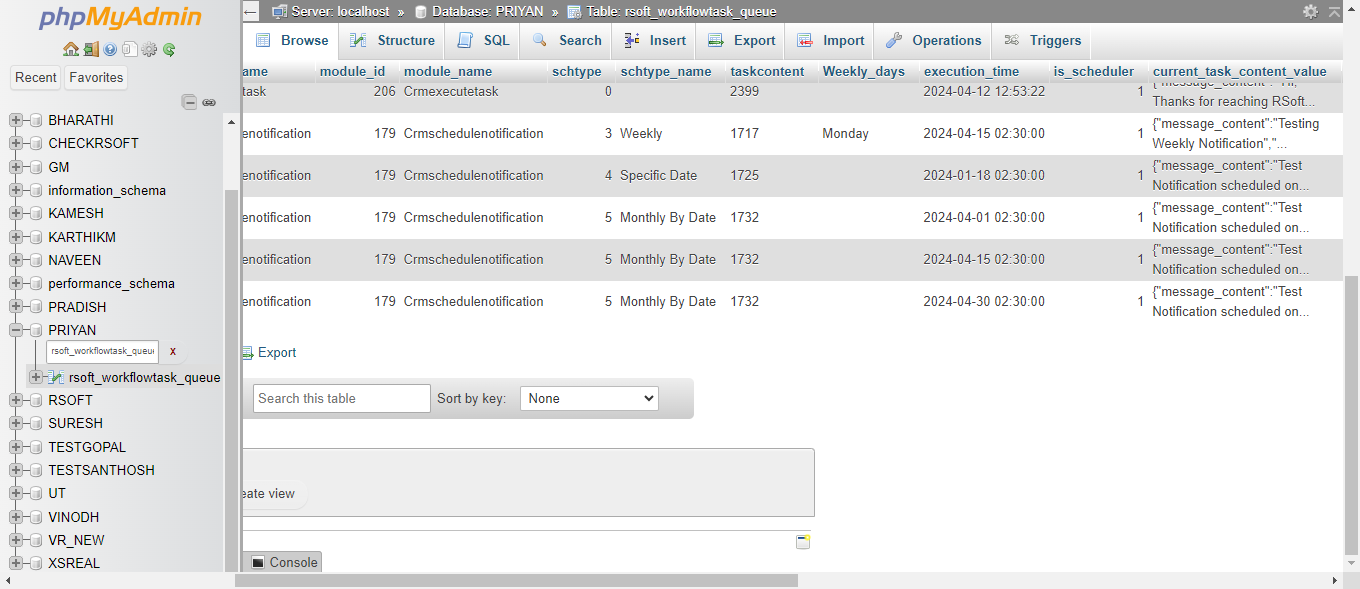 phpMyAdmin
Recent Favorites
BHARATHI
CHECKRSOFT
GM
information_schema
KAMESH
KARTHIKM
NAVEEN
performance_schema
PRADISH
PRIYAN
rsoft_workflowtask_queu x
rsoft_workflowtask_queue
RSOFT
SURESH
TESTGOPAL
TESTSANTHOSH
UT
VINODH
VR_NEW
XSREAL
Server: localhost » Database: PRIYAN » Table: rsoft_workflowtask_queue
Browse Structure SQL Search Insert Export Import Operations Triggers
ame module_id module_name schtype schtype_name taskcontent Weekly_days execution_time is_scheduler current_task_content_value
task 206 Crmexecutetask 0 2399 2024-04-12 12:53:22 1 {"message_content":"Hi,
Thanks for reaching RSoft...
enotification 179 Crmschedulenotification 3 Weekly 1717 Monday 2024-04-15 02:30:00 1 {"message_content":"Testing
Weekly Notification","...
enotification 179 Crmschedulenotification 4 Specific Date 1725 2024-01-18 02:30:00 1 {"message_content":"Test
Notification scheduled on...
enotification 179 Crmschedulenotification 5 Monthly By Date 1732 2024-04-01 02:30:00 1 {"message_content":"Test
Notification scheduled on...
enotification 179 Crmschedulenotification 5 Monthly By Date 1732 2024-04-15 02:30:00 1 {"message_content":"Test
Notification scheduled on...
enotification 179 Crmschedulenotification 5 Monthly By Date 1732 2024-04-30 02:30:00 1 {"message_content":"Test
Notification scheduled on...
Export
Search this table Sort by key: None
eate view
Console